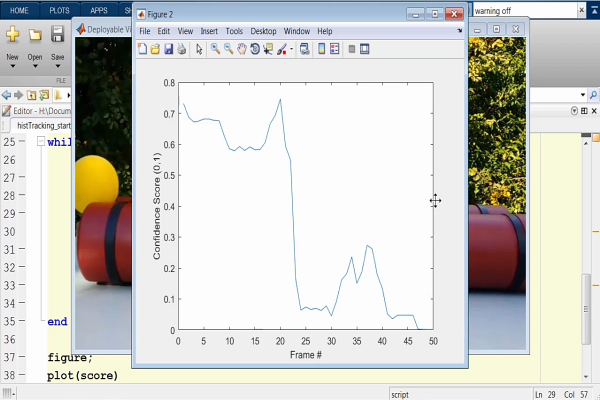 HOME PLOTS APPS SH
warning off
Deployable Vi
Figure 2
File Edit View Insert Tools Desktop Window Help
New Open Save
FILE
Editor - H:\Docum
histTracking_start
25 whil
26
27
28
29
30
31
32
33
34
35 end
36
37 figure;
38 plot(score)
Confidence Score (0,1)
0.8
0.7
0.6
0.5
0.4
0.3
0.2
0.1
0
0 5 10 15 20 25 30 35 40 45 50
Frame #
script
Ln 29 Col 57